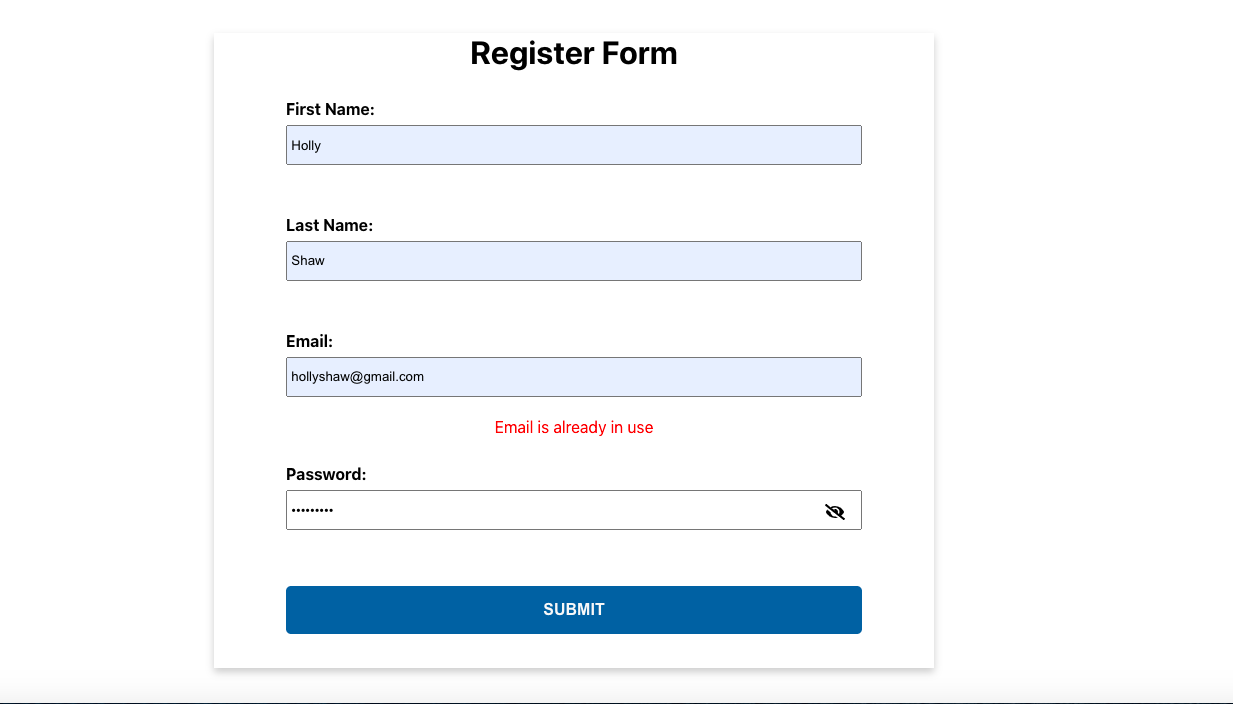 Register Form
First Name:
Holly
Last Name:
Shaw
Email:
hollyshaw@gmail.com
Email is already in use
Password:
•••••••••
SUBMIT